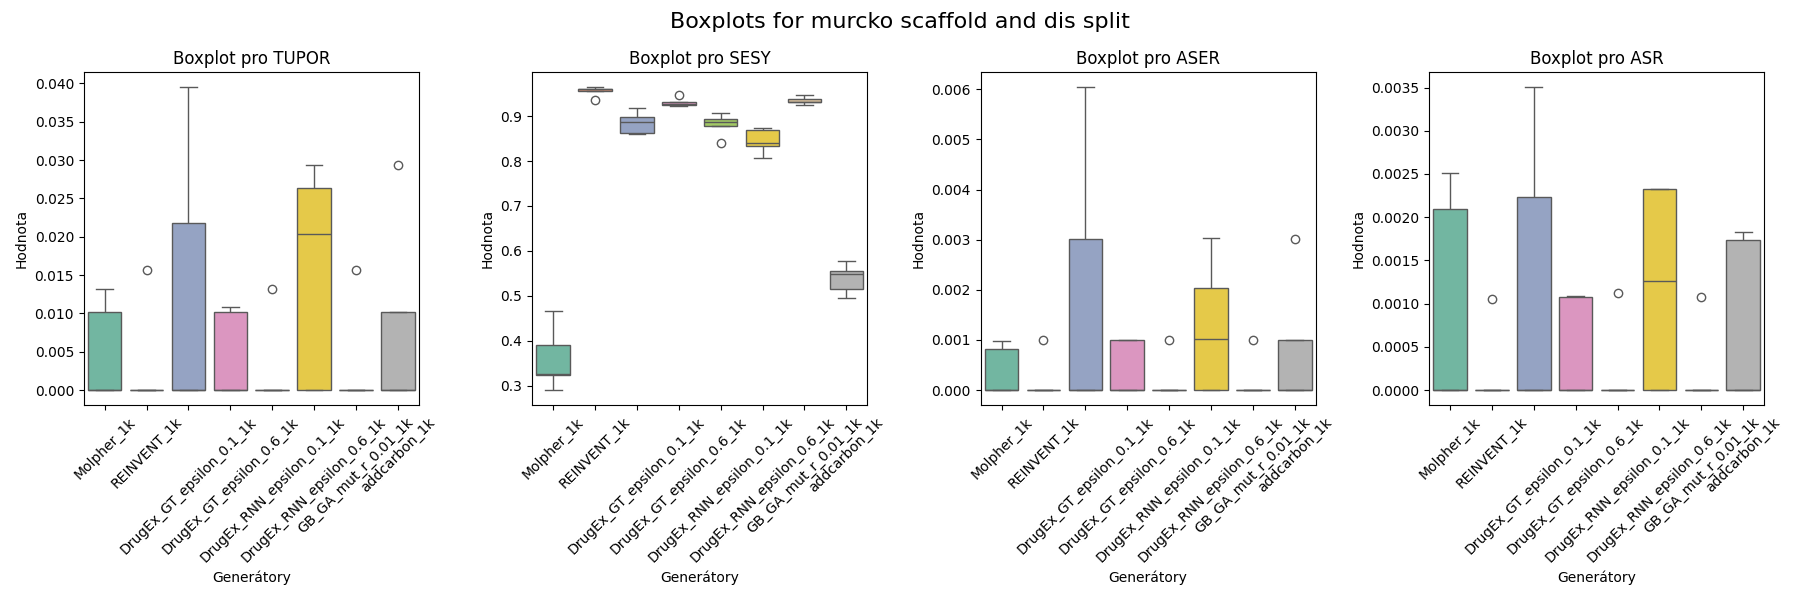 Boxplots for murcko scaffold and dis split
Boxplot pro TUPOR
0.040
0.035
0.030
0.025
0.020
0.015
0.010
0.005
0.000
Hodnota
Molpher_1k
REINVENT_1k
DrugEx_GT_epsilon_0.1_1k
DrugEx_GT_epsilon_0.6_1k
DrugEx_RNN_epsilon_0.1_1k
DrugEx_RNN_epsilon_0.6_1k
GB_GA_mut_r_0.01_1k
addcarbon_1k
Generátory
Boxplot pro SESY
0.9
0.8
0.7
0.6
0.5
0.4
0.3
Hodnota
Molpher_1k
REINVENT_1k
DrugEx_GT_epsilon_0.1_1k
DrugEx_GT_epsilon_0.6_1k
DrugEx_RNN_epsilon_0.1_1k
DrugEx_RNN_epsilon_0.6_1k
GB_GA_mut_r_0.01_1k
addcarbon_1k
Generátory
Boxplot pro ASER
0.006
0.005
0.004
0.003
0.002
0.001
0.000
Hodnota
Molpher_1k
REINVENT_1k
DrugEx_GT_epsilon_0.1_1k
DrugEx_GT_epsilon_0.6_1k
DrugEx_RNN_epsilon_0.1_1k
DrugEx_RNN_epsilon_0.6_1k
GB_GA_mut_r_0.01_1k
addcarbon_1k
Generátory
Boxplot pro ASR
0.0035
0.0030
0.0025
0.0020
0.0015
0.0010
0.0005
0.0000
Hodnota
Molpher_1k
REINVENT_1k
DrugEx_GT_epsilon_0.1_1k
DrugEx_GT_epsilon_0.6_1k
DrugEx_RNN_epsilon_0.1_1k
DrugEx_RNN_epsilon_0.6_1k
GB_GA_mut_r_0.01_1k
addcarbon_1k
Generátory